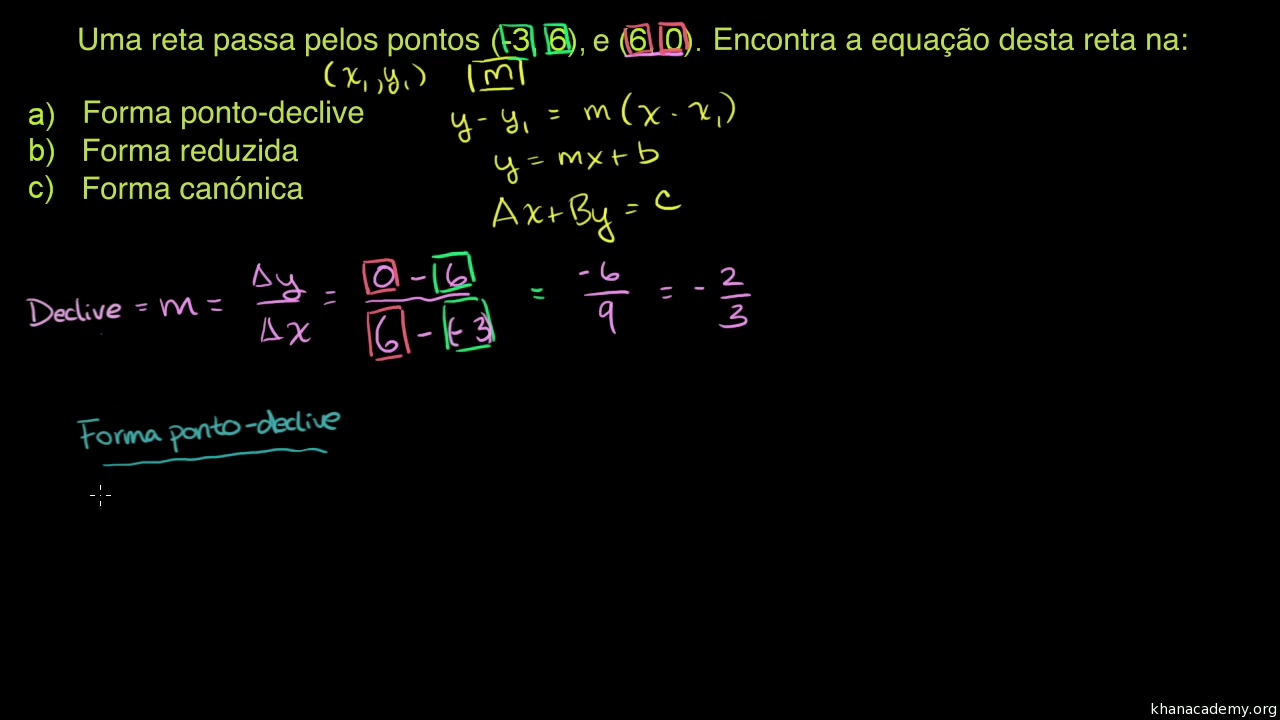 Uma reta passa pelos pontos (-3, 6), e (6 0). Encontra a equação desta reta na:
(x₁, y₁) m
a) Forma ponto-declive
y - y₁ = m(x - x₁)
b) Forma reduzida
y = mx + b
c) Forma canónica
Ax + By = C
Declive = m = Δy/Δx = 0 - 6/6 - (-3) = -6/9 = - 2/3
Forma ponto-declive
khanacademy.org